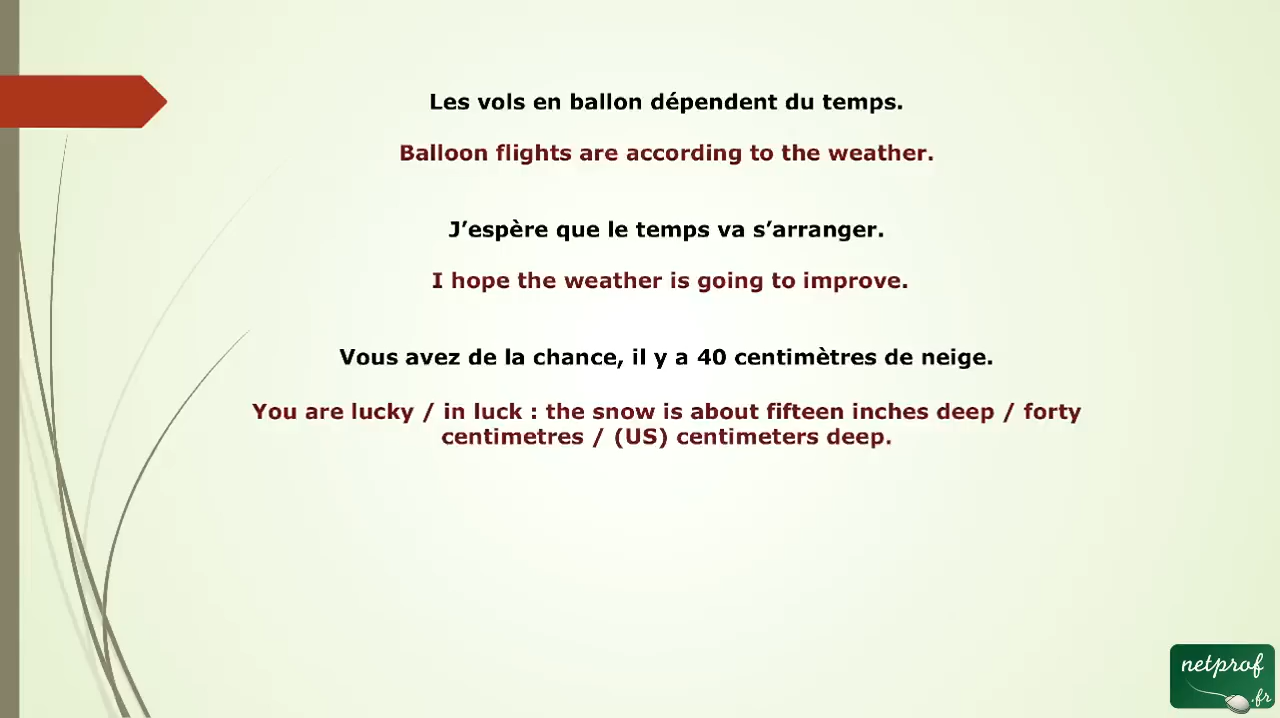 Les vols en ballon dépendent du temps.
Balloon flights are according to the weather.
J’espère que le temps va s’arranger.
I hope the weather is going to improve.
Vous avez de la chance, il y a 40 centimètres de neige.
You are lucky / in luck : the snow is about fifteen inches deep / forty
centimetres / (US) centimeters deep.
netprof
.fr